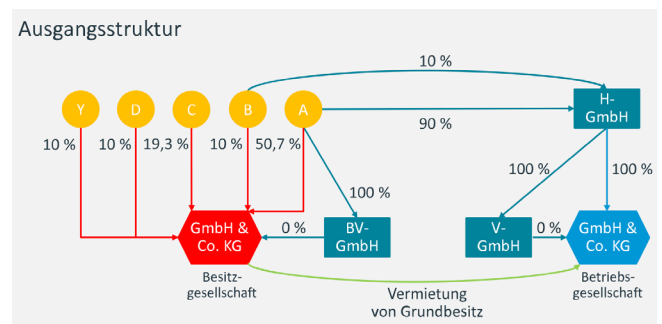 Ausgangsstruktur
10 %
Y
D
C
B
A
H-
GmbH
90 %
10 %
10 %
19,3 %
10 %
50,7 %
100 %
100 %
100 %
GmbH &
Co. KG
0 %
BV-
GmbH
V-
GmbH
0 %
GmbH &
Co. KG
Besitz-
gesellschaft
Vermietung
von Grundbesitz
Betriebs-
gesellschaft